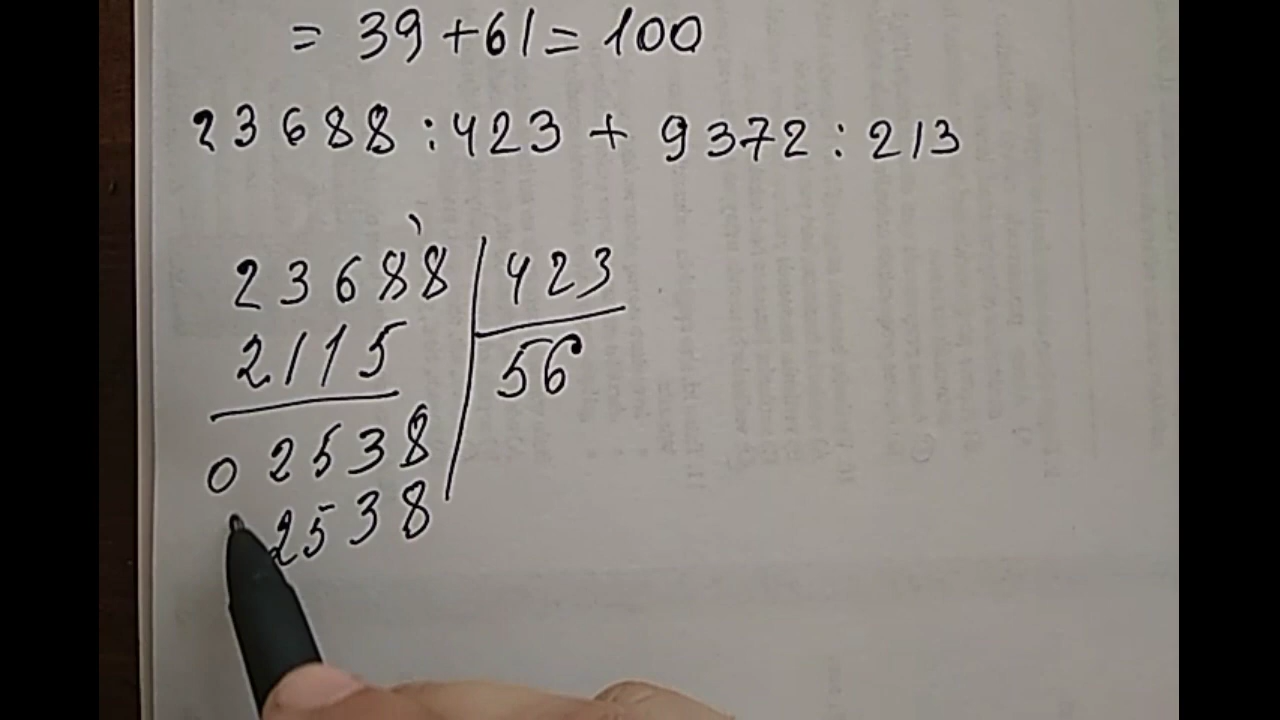 = 39 + 61 = 100
23688 : 423 + 9372 : 213
23688 423
2115 56
02538
2538